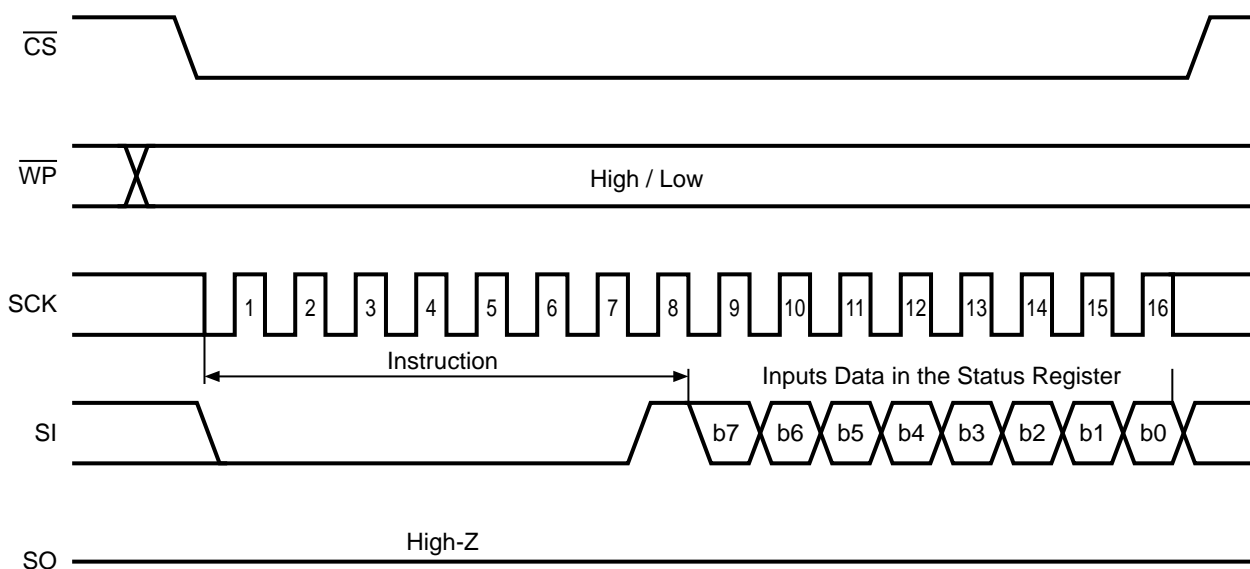 CS
WP
High / Low
SCK
1 2 3 4 5 6 7 8 9 10 11 12 13 14 15 16
Instruction
Inputs Data in the Status Register
SI
b7 b6 b5 b4 b3 b2 b1 b0
High-Z
SO